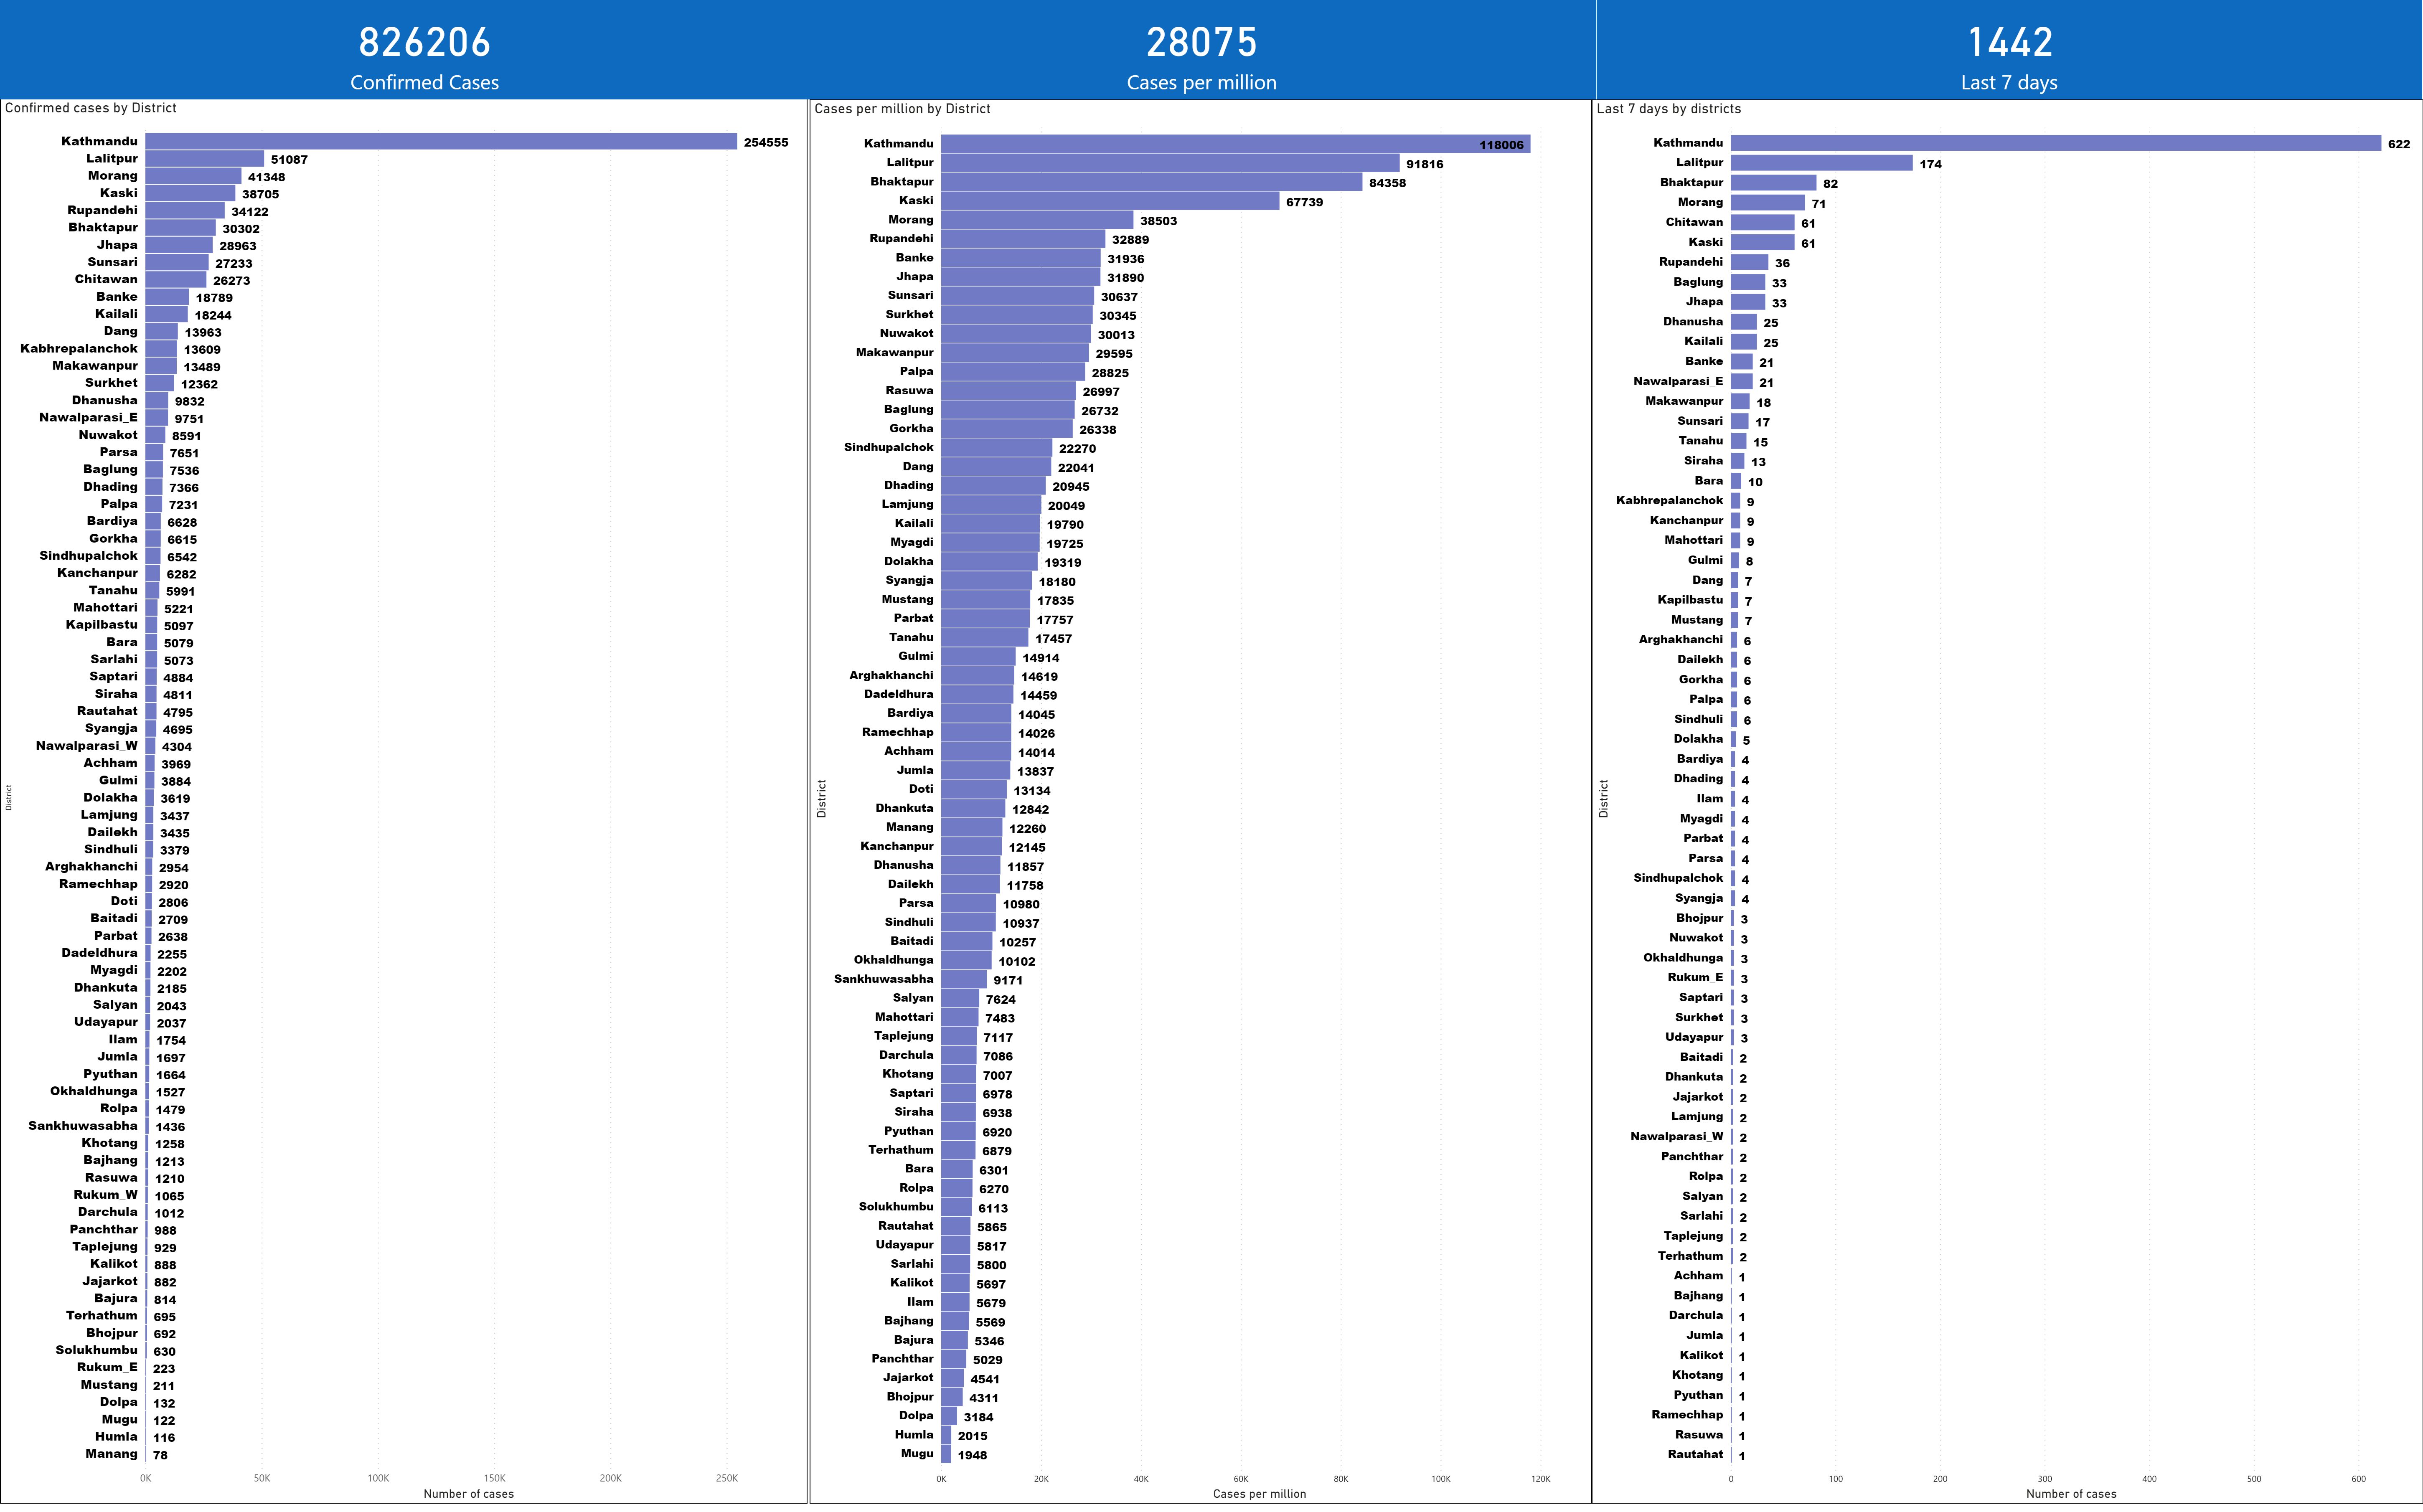 826206
Confirmed Cases
28075
Cases per million
1442
Last 7 days
Confirmed cases by District
District
Kathmandu 254555
Lalitpur 51087
Morang 41348
Kaski 38705
Rupandehi 34122
Bhaktapur 30302
Jhapa 28963
Sunsari 27233
Chitawan 26273
Banke 18789
Kailali 18244
Dang 13963
Kabhrepalanchok 13609
Makawanpur 13489
Surkhet 12362
Dhanusha 9832
Nawalparasi_E 9751
Nuwakot 8591
Parsa 7651
Baglung 7536
Dhading 7366
Palpa 7231
Bardiya 6628
Gorkha 6615
Sindhupalchok 6542
Kanchanpur 6282
Tanahu 5991
Mahottari 5221
Kapilbastu 5097
Bara 5079
Sarlahi 5073
Saptari 4884
Siraha 4811
Rautahat 4795
Syangja 4695
Nawalparasi_W 4304
Achham 3969
Gulmi 3884
Dolakha 3619
Lamjung 3437
Dailekh 3435
Sindhuli 3379
Arghakhanchi 2954
Ramechhap 2920
Doti 2806
Baitadi 2709
Parbat 2638
Dadeldhura 2255
Myagdi 2202
Dhankuta 2185
Salyan 2043
Udayapur 2037
Ilam 1754
Jumla 1697
Pyuthan 1664
Okhaldhunga 1527
Rolpa 1479
Sankhuwasabha 1436
Khotang 1258
Bajhang 1213
Rasuwa 1210
Rukum_W 1065
Darchula 1012
Panchthar 988
Taplejung 929
Kalikot 888
Jajarkot 882
Bajura 814
Terhathum 695
Bhojpur 692
Solukhumbu 630
Rukum_E 223
Mustang 211
Dolpa 132
Mugu 122
Humla 116
Manang 78
0K 50K 100K 150K 200K 250K
Number of cases
Cases per million by District
District
Kathmandu 118006
Lalitpur 91816
Bhaktapur 84358
Kaski 67739
Morang 38503
Rupandehi 32889
Banke 31936
Jhapa 31890
Sunsari 30637
Surkhet 30345
Nuwakot 30013
Makawanpur 29595
Palpa 28825
Rasuwa 26997
Baglung 26732
Gorkha 26338
Sindhupalchok 22270
Dang 22041
Dhading 20945
Lamjung 20049
Kailali 19790
Myagdi 19725
Dolakha 19319
Syangja 18180
Mustang 17835
Parbat 17757
Tanahu 17457
Gulmi 14914
Arghakhanchi 14619
Dadeldhura 14459
Bardiya 14045
Ramechhap 14026
Achham 14014
Jumla 13837
Doti 13134
Dhankuta 12842
Manang 12260
Kanchanpur 12145
Dhanusha 11857
Dailekh 11758
Parsa 10980
Sindhuli 10937
Baitadi 10257
Okhaldhunga 10102
Sankhuwasabha 9171
Salyan 7624
Mahottari 7483
Taplejung 7117
Darchula 7086
Khotang 7007
Saptari 6978
Siraha 6938
Pyuthan 6920
Terhathum 6879
Bara 6301
Rolpa 6270
Solukhumbu 6113
Rautahat 5865
Udayapur 5817
Sarlahi 5800
Kalikot 5697
Ilam 5679
Bajhang 5569
Bajura 5346
Panchthar 5029
Jajarkot 4541
Bhojpur 4311
Dolpa 3184
Humla 2015
Mugu 1948
0K 20K 40K 60K 80K 100K 120K
Cases per million
Last 7 days by districts
District
Kathmandu 622
Lalitpur 174
Bhaktapur 82
Morang 71
Chitawan 61
Kaski 61
Rupandehi 36
Baglung 33
Jhapa 33
Dhanusha 25
Kailali 25
Banke 21
Nawalparasi_E 21
Makawanpur 18
Sunsari 17
Tanahu 15
Siraha 13
Bara 10
Kabhrepalanchok 9
Kanchanpur 9
Mahottari 9
Gulmi 8
Dang 7
Kapilbastu 7
Mustang 7
Arghakhanchi 6
Dailekh 6
Gorkha 6
Palpa 6
Sindhuli 6
Dolakha 5
Bardiya 4
Dhading 4
Ilam 4
Myagdi 4
Parbat 4
Parsa 4
Sindhupalchok 4
Syangja 4
Bhojpur 3
Nuwakot 3
Okhaldhunga 3
Rukum_E 3
Saptari 3
Surkhet 3
Udayapur 3
Baitadi 2
Dhankuta 2
Jajarkot 2
Lamjung 2
Nawalparasi_W 2
Panchthar 2
Rolpa 2
Salyan 2
Sarlahi 2
Taplejung 2
Terhathum 2
Achham 1
Bajhang 1
Darchula 1
Jumla 1
Kalikot 1
Khotang 1
Pyuthan 1
Ramechhap 1
Rasuwa 1
Rautahat 1
0 100 200 300 400 500 600
Number of cases